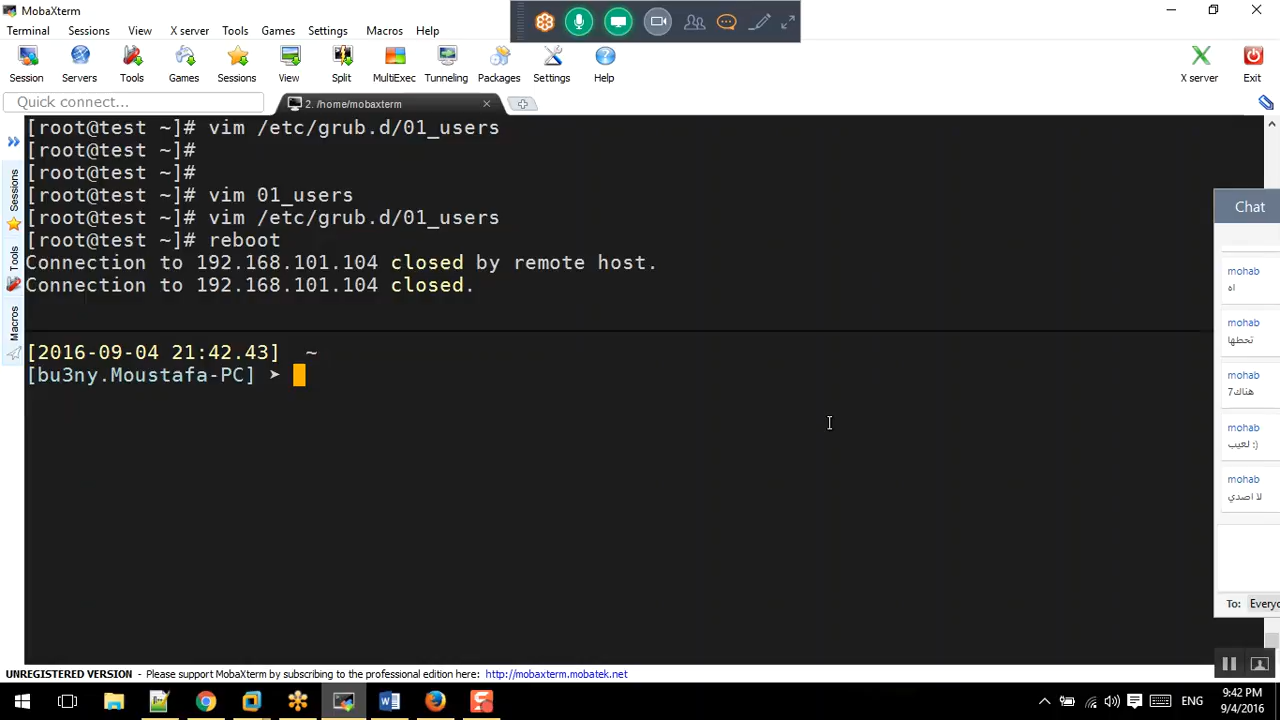 MobaXterm
Terminal Sessions View X server Tools Games Settings Macros Help
Session Servers Tools Games Sessions View Split MultiExec Tunneling Packages Settings Help X server Exit
Quick connect...
2. /home/mobaxterm
[root@test ~]# vim /etc/grub.d/01_users
[root@test ~]#
[root@test ~]#
[root@test ~]# vim 01_users
[root@test ~]# vim /etc/grub.d/01_users
[root@test ~]# reboot
Connection to 192.168.101.104 closed by remote host.
Connection to 192.168.101.104 closed.
[2016-09-04 21:42.43] ~
[bu3ny.Moustafa-PC] ➤
Sessions
Tools
Macros
Chat
mohab
اه
mohab
تحطها
mohab
هناك7
mohab
لعيب :)
mohab
لا اصدي
To: Everyo
UNREGISTERED VERSION - Please support MobaXterm by subscribing to the professional edition here: http://mobaxterm.mobatek.net
ENG
9:42 PM
9/4/2016